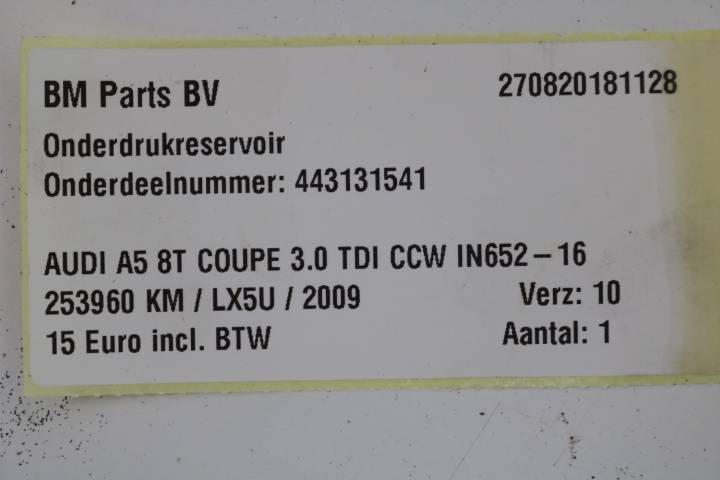 BM Parts BV 270820181128
Onderdrukreservoir
Onderdeelnummer: 443131541
AUDI A5 8T COUPE 3.0 TDI CCW IN652-16
253960 KM / LX5U / 2009 Verz: 10
15 Euro incl. BTW Aantal: 1